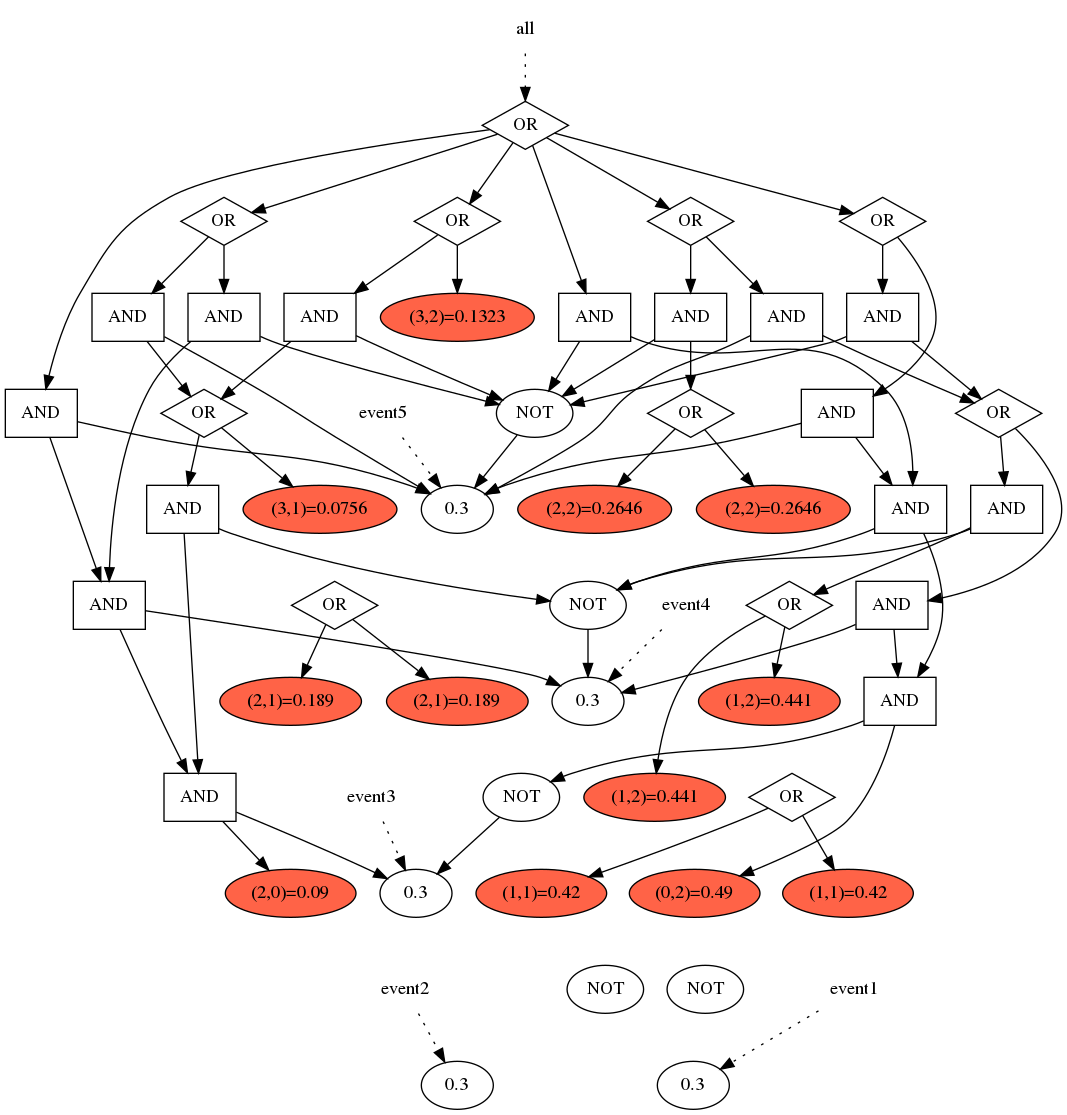 all
OR
OR
OR
OR
OR
AND
AND
AND
(3,2)=0.1323
AND
AND
AND
AND
AND
OR
event5
NOT
OR
AND
OR
AND
(3,1)=0.0756
0.3
(2,2)=0.2646
(2,2)=0.2646
AND
AND
AND
OR
NOT
event4
OR
AND
(2,1)=0.189
(2,1)=0.189
0.3
(1,2)=0.441
AND
AND
event3
NOT
(1,2)=0.441
OR
(2,0)=0.09
0.3
(1,1)=0.42
(0,2)=0.49
(1,1)=0.42
event2
NOT
NOT
event1
0.3
0.3